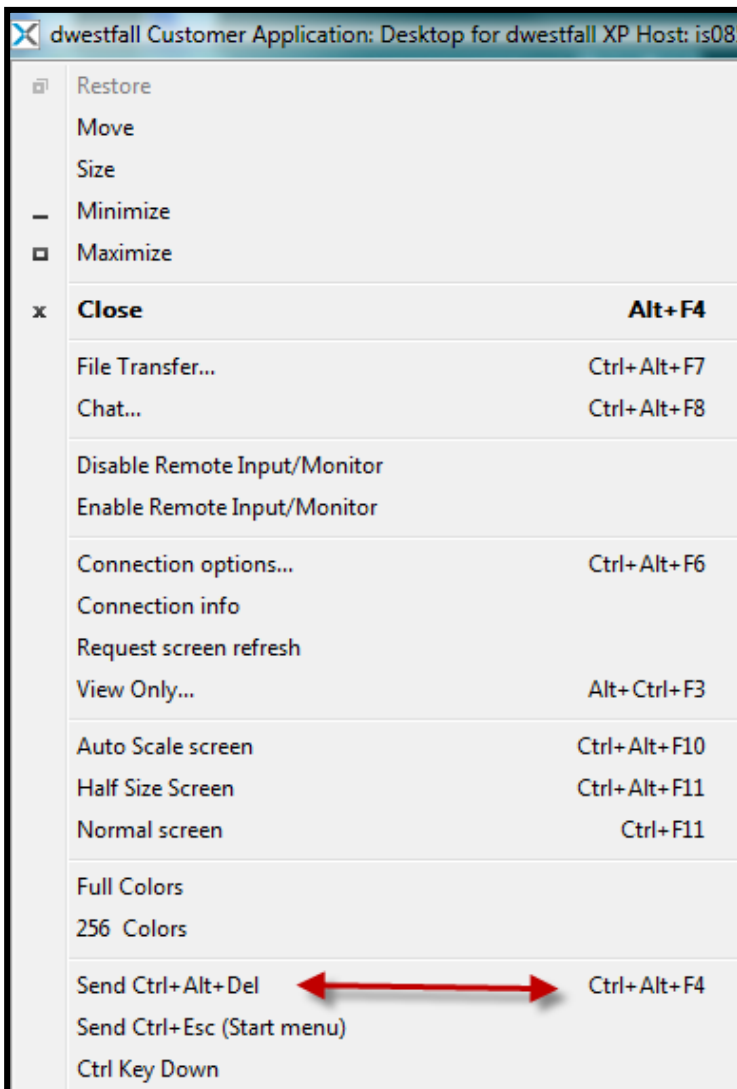 dwestfall Customer Application: Desktop for dwestfall XP Host: is08
Restore
Move
Size
Minimize
Maximize
Close Alt+F4
File Transfer... Ctrl+Alt+F7
Chat... Ctrl+Alt+F8
Disable Remote Input/Monitor
Enable Remote Input/Monitor
Connection options... Ctrl+Alt+F6
Connection info
Request screen refresh
View Only... Alt+Ctrl+F3
Auto Scale screen Ctrl+Alt+F10
Half Size Screen Ctrl+Alt+F11
Normal screen Ctrl+F11
Full Colors
256 Colors
Send Ctrl+Alt+Del Ctrl+Alt+F4
Send Ctrl+Esc (Start menu)
Ctrl Key Down